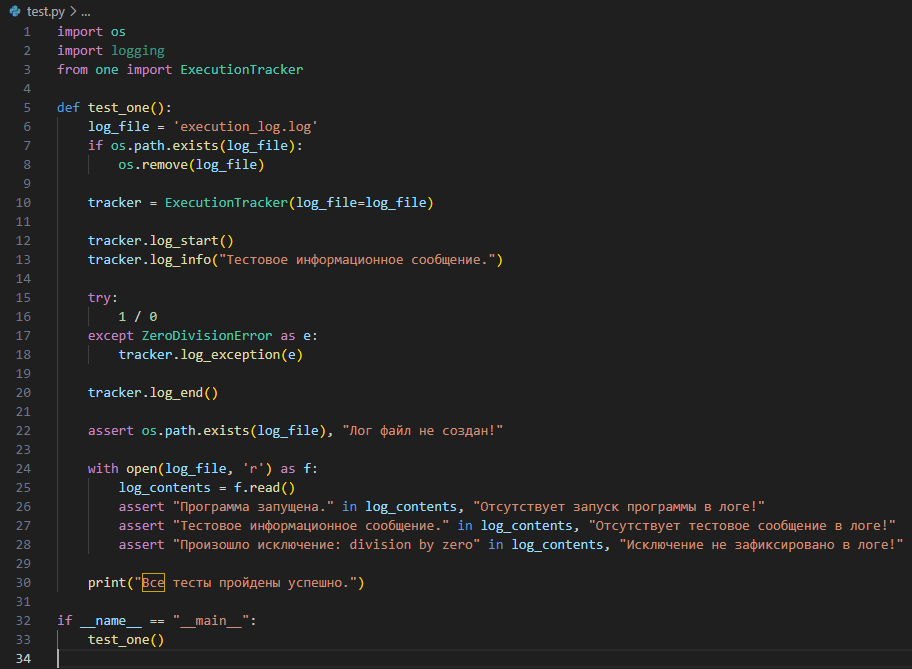 test.py > ...
1 import os
2 import logging
3 from one import ExecutionTracker
4
5 def test_one():
6     log_file = 'execution_log.log'
7     if os.path.exists(log_file):
8         os.remove(log_file)
9
10     tracker = ExecutionTracker(log_file=log_file)
11
12     tracker.log_start()
13     tracker.log_info("Тестовое информационное сообщение.")
14
15     try:
16         1 / 0
17     except ZeroDivisionError as e:
18         tracker.log_exception(e)
19
20     tracker.log_end()
21
22     assert os.path.exists(log_file), "Лог файл не создан!"
23
24     with open(log_file, 'r') as f:
25         log_contents = f.read()
26         assert "Программа запущена." in log_contents, "Отсутствует запуск программы в логе!"
27         assert "Тестовое информационное сообщение." in log_contents, "Отсутствует тестовое сообщение в логе!"
28         assert "Произошло исключение: division by zero" in log_contents, "Исключение не зафиксировано в логе!"
29
30     print("Все тесты пройдены успешно.")
31
32 if __name__ == "__main__":
33     test_one()
34